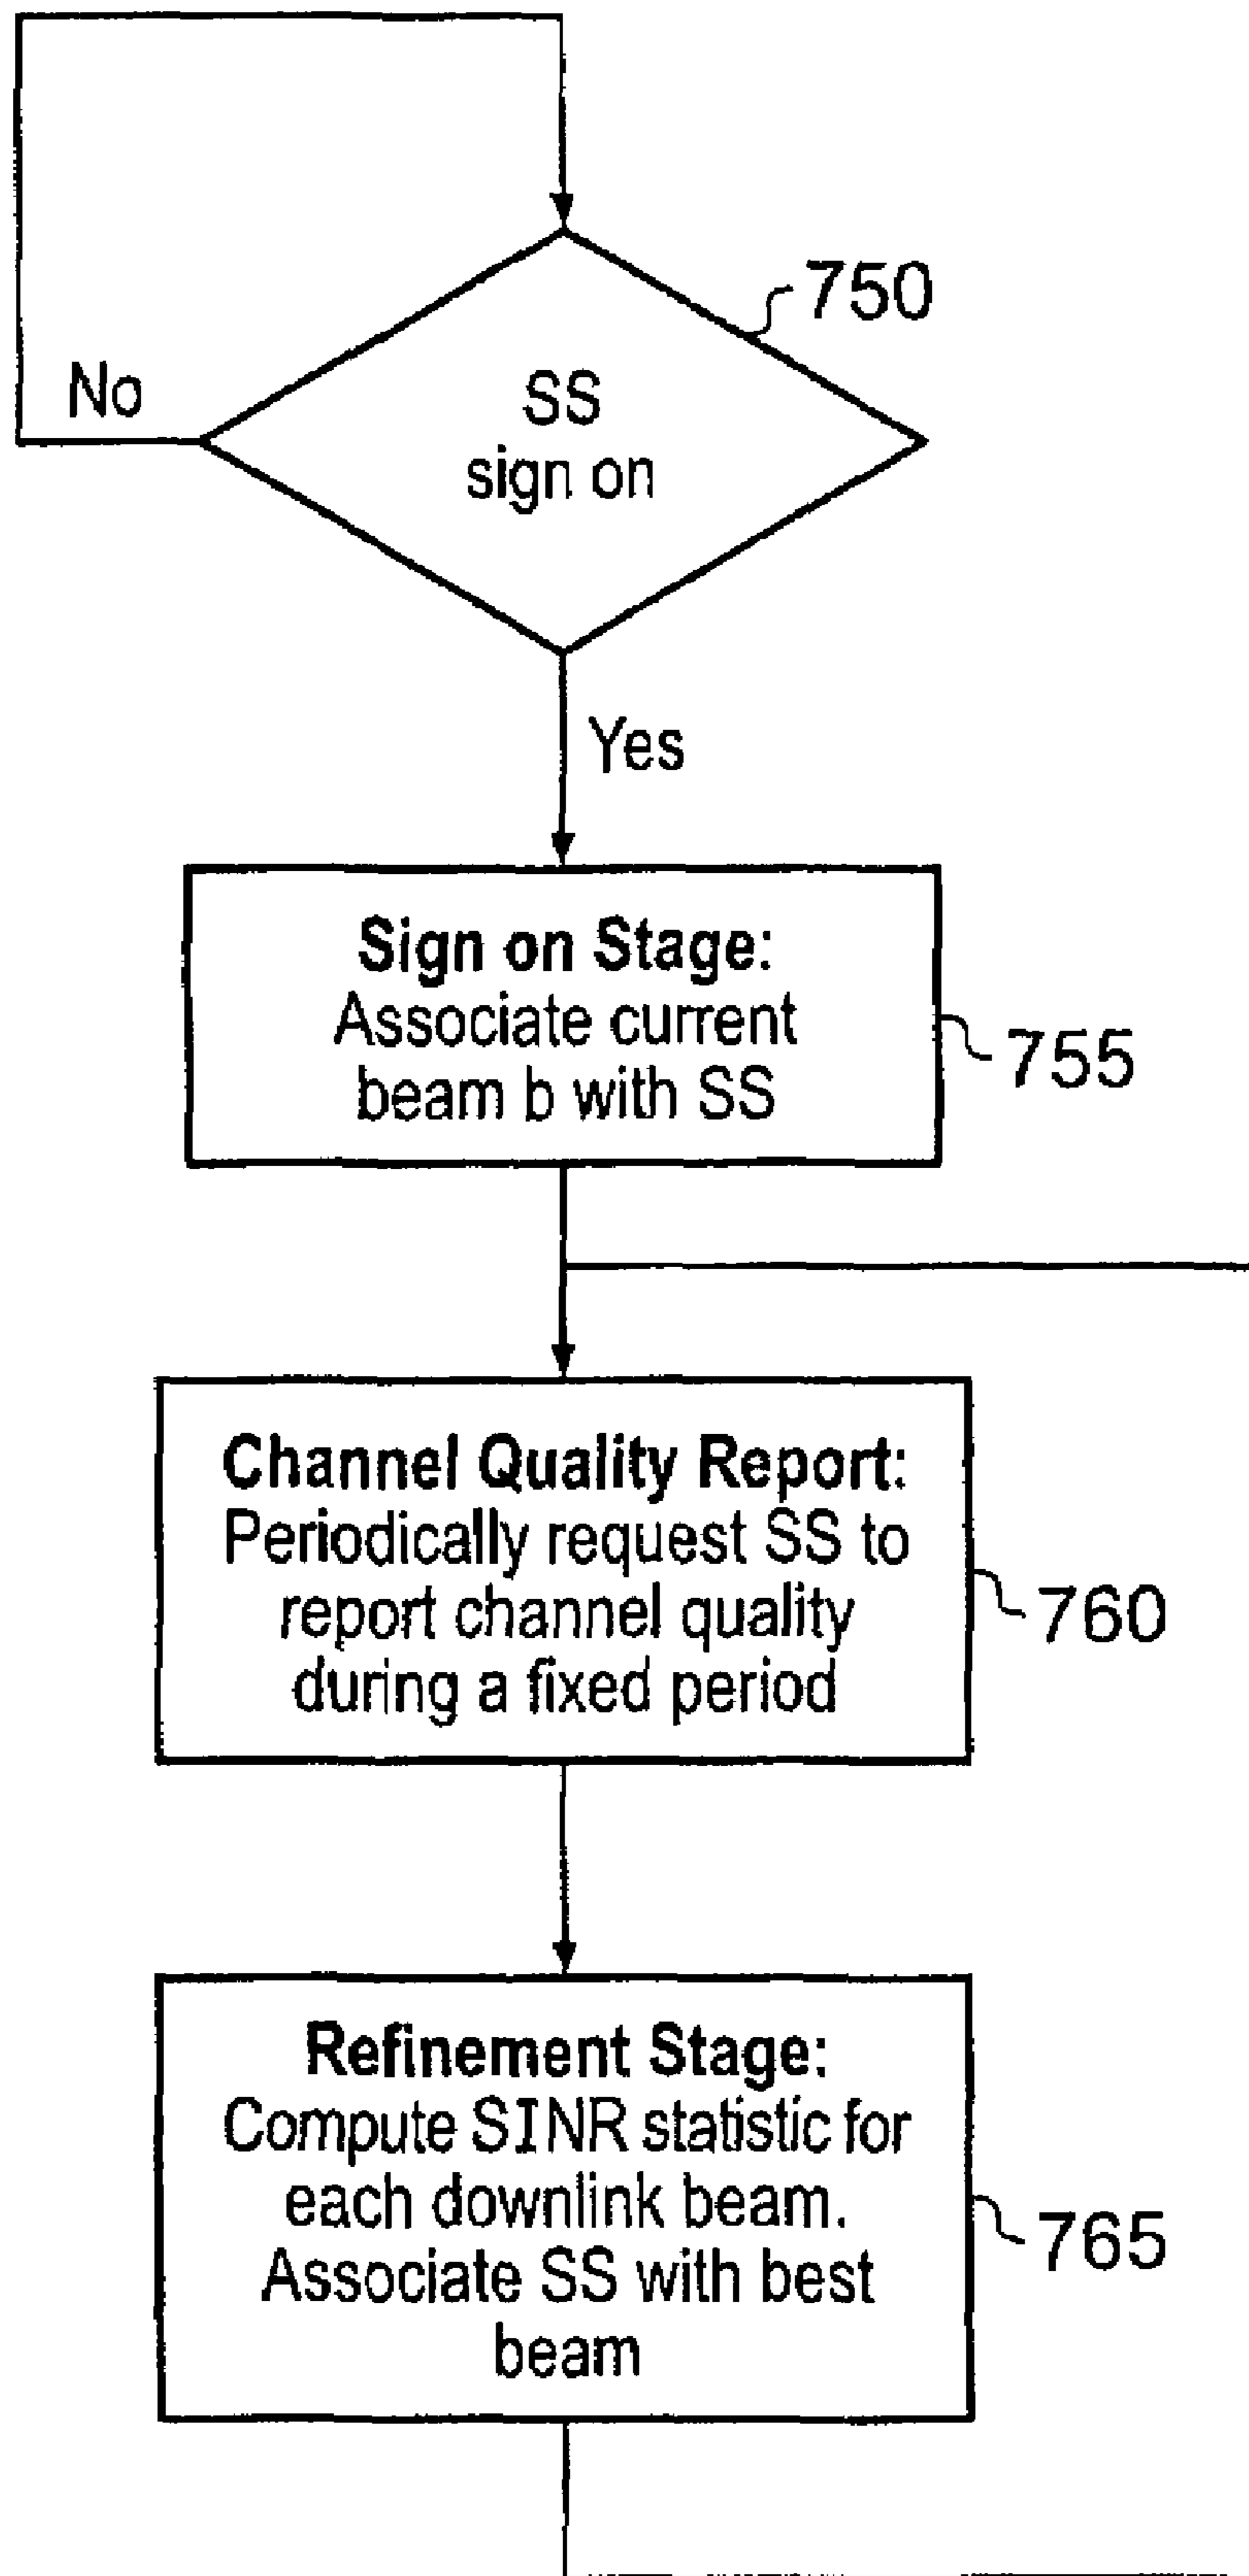 750
No
SS
sign on
Yes
Sign on Stage:
Associate current
beam b with SS
755
Channel Quality Report:
Periodically request SS to
report channel quality
during a fixed period
760
Refinement Stage:
Compute SINR statistic for
each downlink beam.
Associate SS with best
beam
765